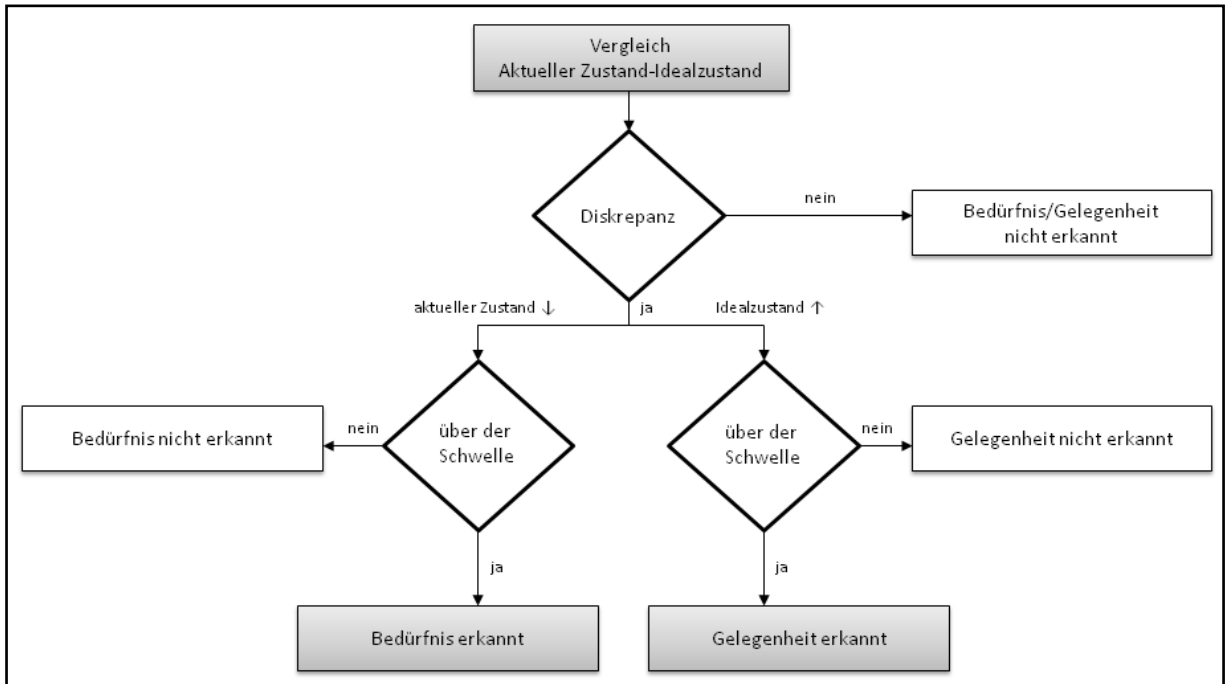 Vergleich
Aktueller Zustand-Idealzustand
Diskrepanz
nein
Bedürfnis/Gelegenheit
nicht erkannt
aktueller Zustand ↓
ja
Idealzustand ↑
Bedürfnis nicht erkannt
nein
über der
Schwelle
über der
Schwelle
nein
Gelegenheit nicht erkannt
ja
ja
Bedürfnis erkannt
Gelegenheit erkannt